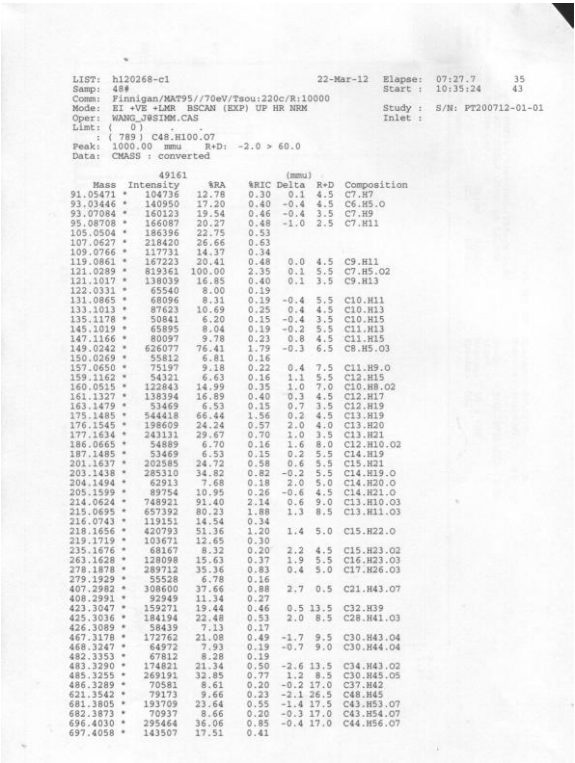 LIST: h120268-c1 22-Mar-12 Elapse: 07:27.7 35
Samp: 48# Start : 10:35:24 43
Comm: Finnigan/MAT95//70eV/Tsou:220c/R:10000
Mode: EI +VE +LMR BSCAN (EXP) UP HR NRM Study : S/N: PT200712-01-01
Oper: WANG_J@SIMM.CAS Inlet :
Limt: ( 0) . .
: ( 789 ) C48.H100.O7
Peak: 1000.00 mmu R+D: -2.0 > 60.0
Data: CMASS : converted
49161 (mmu)
Mass Intensity %RA %RIC Delta R+D Composition
91.05471 * 104736 12.78 0.30 0.1 4.5 C7.H7
93.03446 * 140950 17.20 0.40 -0.4 4.5 C6.H5.O
93.07084 * 160123 19.54 0.46 -0.4 3.5 C7.H9
95.08708 * 166087 20.27 0.48 -1.0 2.5 C7.H11
105.0504 * 186396 22.75 0.53
107.0627 * 218420 26.66 0.63
109.0766 * 117731 14.37 0.34
119.0861 * 167223 20.41 0.48 0.0 4.5 C9.H11
121.0289 * 819361 100.00 2.35 0.1 5.5 C7.H5.O2
121.1017 * 138039 16.85 0.40 0.1 3.5 C9.H13
122.0331 * 65540 8.00 0.19
131.0865 * 68096 8.31 0.19 -0.4 5.5 C10.H11
133.1013 * 87623 10.69 0.25 0.4 4.5 C10.H13
135.1178 * 50841 6.20 0.15 -0.4 3.5 C10.H15
145.1019 * 65895 8.04 0.19 -0.2 5.5 C11.H13
147.1166 * 80097 9.78 0.23 0.8 4.5 C11.H15
149.0242 * 626077 76.41 1.79 -0.3 6.5 C8.H5.O3
150.0269 * 55812 6.81 0.16
157.0650 * 75197 9.18 0.22 0.4 7.5 C11.H9.O
159.1162 * 54321 6.63 0.16 1.1 5.5 C12.H15
160.0515 * 122843 14.99 0.35 1.0 7.0 C10.H8.O2
161.1327 * 138394 16.89 0.40 0.3 4.5 C12.H17
163.1479 * 53469 6.53 0.15 0.7 3.5 C12.H19
175.1485 * 544418 66.44 1.56 0.2 4.5 C13.H19
176.1545 * 198609 24.24 0.57 2.0 4.0 C13.H20
177.1634 * 243131 29.67 0.70 1.0 3.5 C13.H21
186.0665 * 54889 6.70 0.16 1.6 8.0 C12.H10.O2
187.1485 * 53469 6.53 0.15 0.2 5.5 C14.H19
201.1637 * 202585 24.72 0.58 0.6 5.5 C15.H21
203.1438 * 285310 34.82 0.82 -0.2 5.5 C14.H19.O
204.1494 * 62913 7.68 0.18 2.0 5.0 C14.H20.O
205.1599 * 89754 10.95 0.26 -0.6 4.5 C14.H21.O
214.0624 * 748921 91.40 2.14 0.6 9.0 C13.H10.O3
215.0695 * 657392 80.23 1.88 1.3 8.5 C13.H11.O3
216.0743 * 119151 14.54 0.34
218.1656 * 420793 51.36 1.20 1.4 5.0 C15.H22.O
219.1719 * 103671 12.65 0.30
235.1676 * 68167 8.32 0.20 2.2 4.5 C15.H23.O2
263.1628 * 128098 15.63 0.37 1.9 5.5 C16.H23.O3
278.1878 * 289712 35.36 0.83 0.4 5.0 C17.H26.O3
279.1929 * 55528 6.78 0.16
407.2982 * 308600 37.66 0.88 2.7 0.5 C21.H43.O7
408.2991 * 92949 11.34 0.27
423.3047 * 159271 19.44 0.46 0.5 13.5 C32.H39
425.3036 * 184194 22.48 0.53 2.0 8.5 C28.H41.O3
426.3089 * 58439 7.13 0.17
467.3178 * 172762 21.08 0.49 -1.7 9.5 C30.H43.O4
468.3247 * 64972 7.93 0.19 -0.7 9.0 C30.H44.O4
482.3353 * 67812 8.28 0.19
483.3290 * 174821 21.34 0.50 -2.6 13.5 C34.H43.O2
485.3255 * 269191 32.85 0.77 1.2 8.5 C30.H45.O5
486.3289 * 70581 8.61 0.20 -0.2 17.0 C37.H42
621.3542 * 79173 9.66 0.23 -2.1 26.5 C48.H45
681.3805 * 193709 23.64 0.55 -1.4 17.5 C43.H53.O7
682.3873 * 70937 8.66 0.20 -0.3 17.0 C43.H54.O7
696.4030 * 295464 36.06 0.85 -0.4 17.0 C44.H56.O7
697.4058 * 143507 17.51 0.41